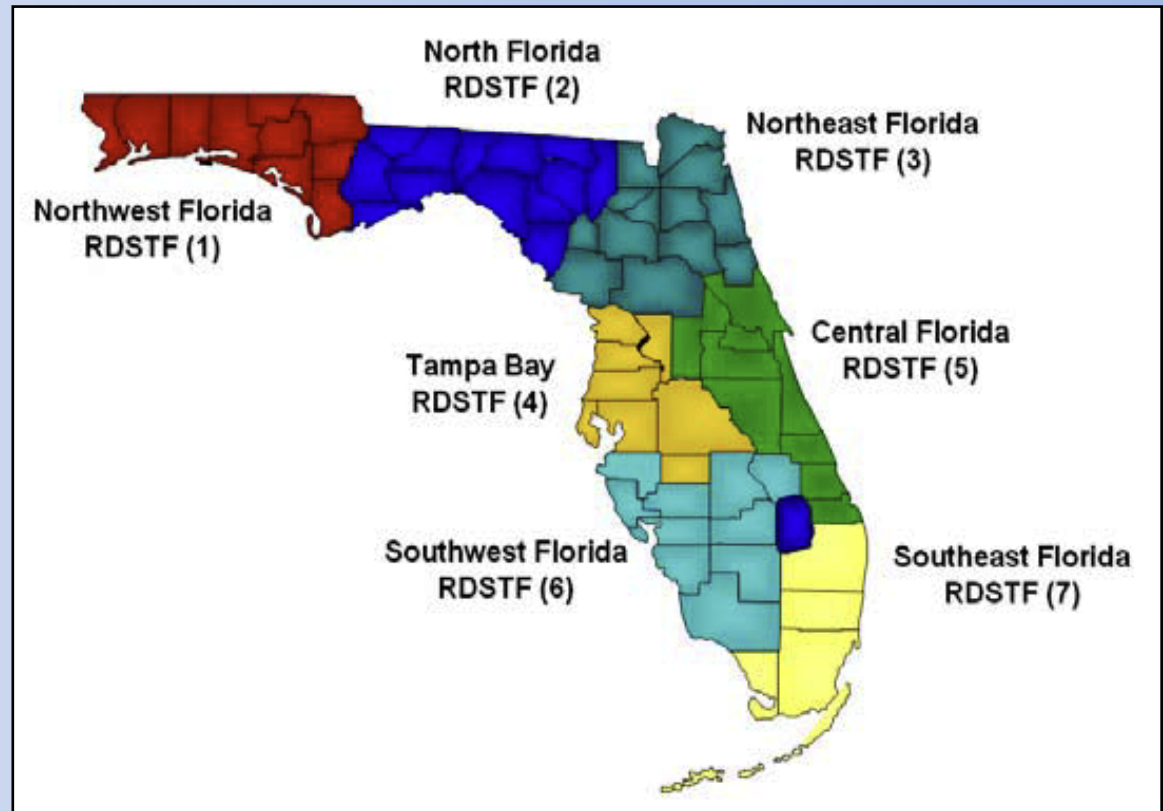 North Florida
RDSTF (2)
Northeast Florida
RDSTF (3)
Northwest Florida
RDSTF (1)
Central Florida
RDSTF (5)
Tampa Bay
RDSTF (4)
Southwest Florida
RDSTF (6)
Southeast Florida
RDSTF (7)